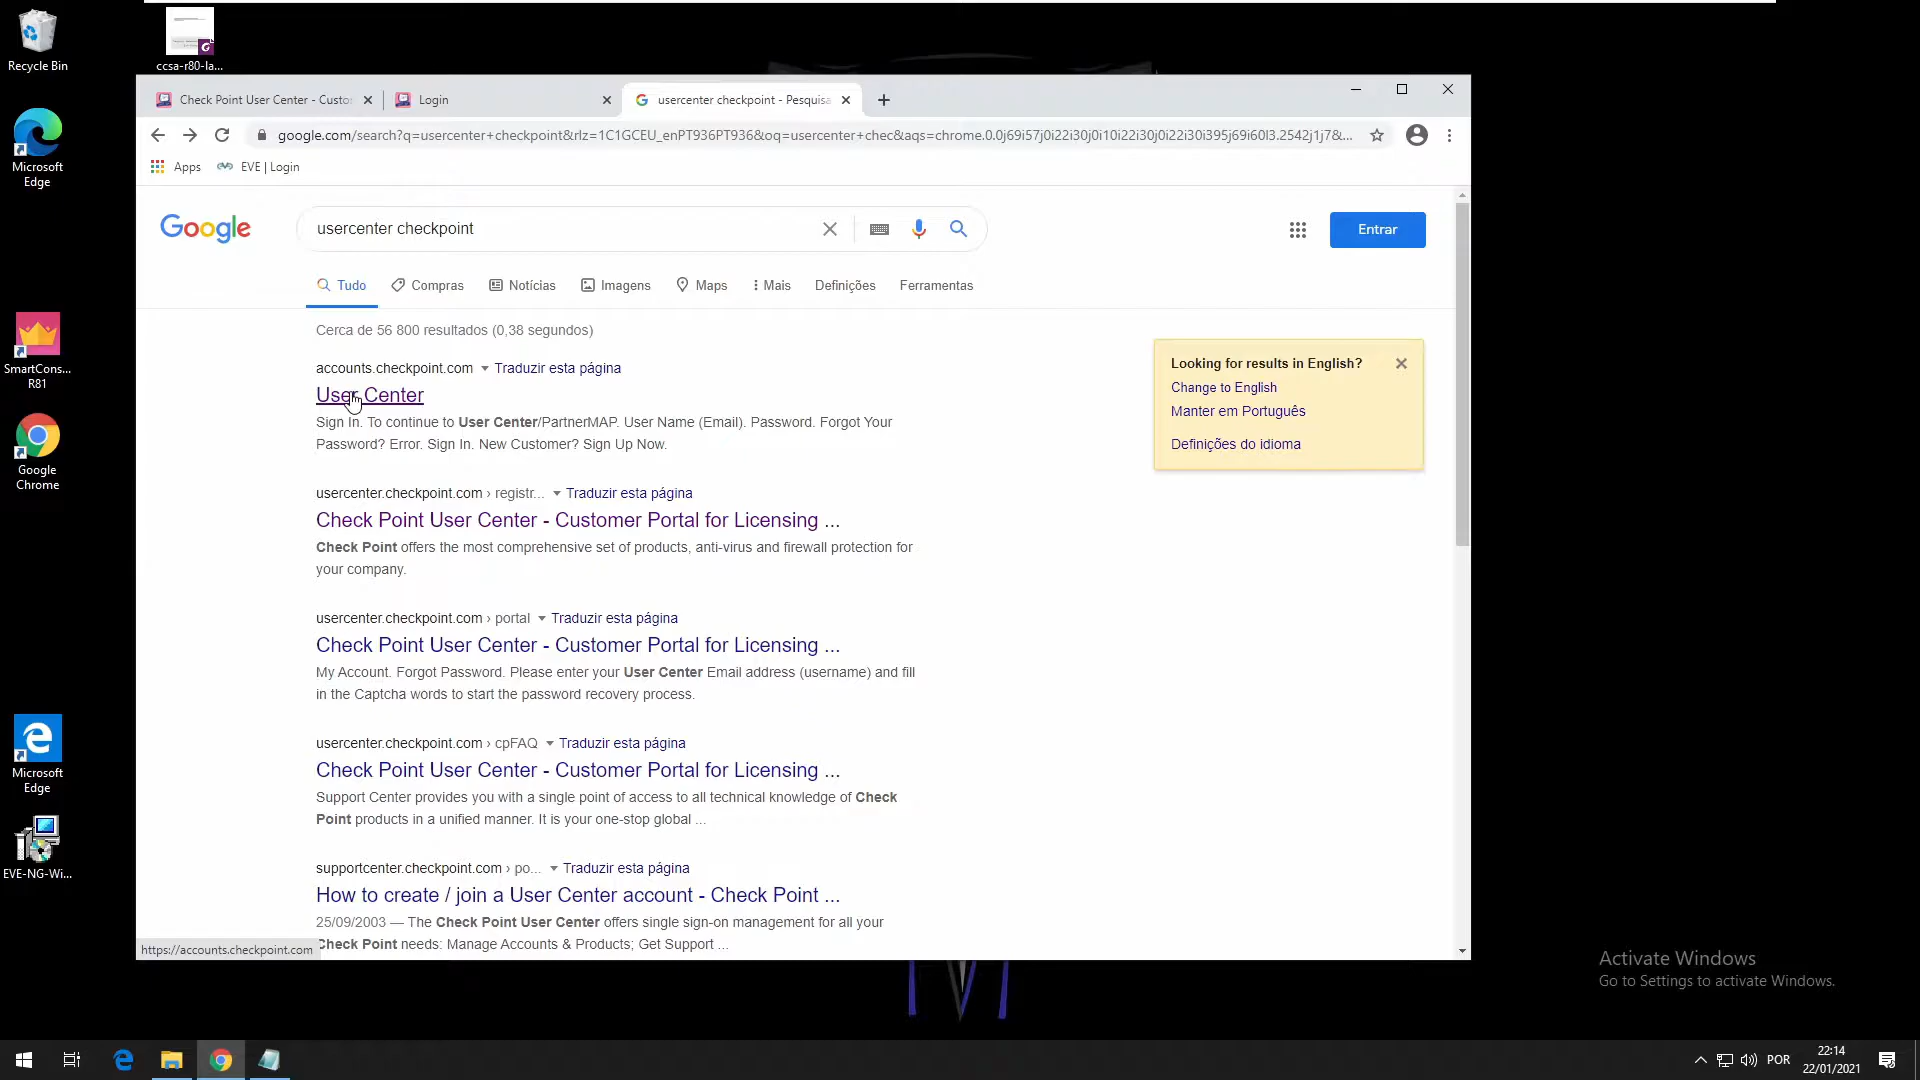 Recycle Bin
ccsa-r80-la...
Microsoft
Edge
SmartCons...
R81
Google
Chrome
Microsoft
Edge
EVE-NG-Wi...
Check Point User Center - Custo
Login
usercenter checkpoint - Pesquisa
google.com/search?q=usercenter+checkpoint&rlz=1C1GCEU_enPT936PT936&oq=usercenter+chec&aqs=chrome.0.0j69i57j0i22i30j0i10i22i30j0i22i30i395j69i60l3.2542j1j7&...
Apps
EVE | Login
Google
usercenter checkpoint
Entrar
Tudo
Compras
Notícias
Imagens
Maps
Mais
Definições
Ferramentas
Cerca de 56 800 resultados (0,38 segundos)
accounts.checkpoint.com Traduzir esta página
User Center
Sign In. To continue to User Center/PartnerMAP. User Name (Email). Password. Forgot Your
Password? Error. Sign In. New Customer? Sign Up Now.
usercenter.checkpoint.com › registr... Traduzir esta página
Check Point User Center - Customer Portal for Licensing ...
Check Point offers the most comprehensive set of products, anti-virus and firewall protection for
your company.
usercenter.checkpoint.com › portal Traduzir esta página
Check Point User Center - Customer Portal for Licensing ...
My Account. Forgot Password. Please enter your User Center Email address (username) and fill
in the Captcha words to start the password recovery process.
usercenter.checkpoint.com › cpFAQ Traduzir esta página
Check Point User Center - Customer Portal for Licensing ...
Support Center provides you with a single point of access to all technical knowledge of Check
Point products in a unified manner. It is your one-stop global ...
supportcenter.checkpoint.com › po... Traduzir esta página
How to create / join a User Center account - Check Point ...
25/09/2003 — The Check Point User Center offers single sign-on management for all your
Check Point needs: Manage Accounts & Products; Get Support ...
https://accounts.checkpoint.com
Looking for results in English?
Change to English
Manter em Português
Definições do idioma
Activate Windows
Go to Settings to activate Windows.
POR
22:14
22/01/2021